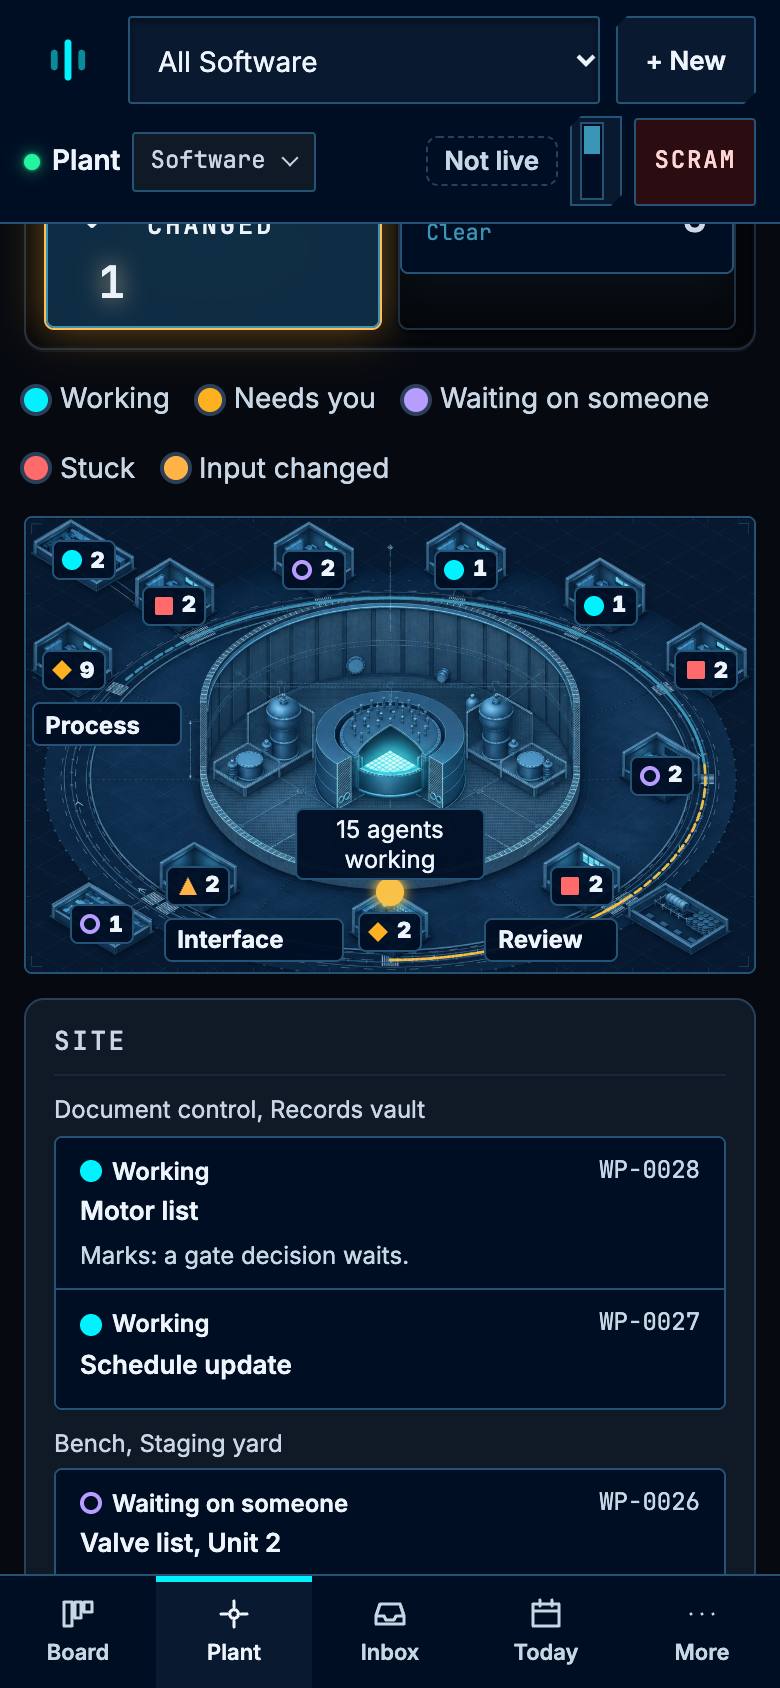 All Software
+ New
Plant
Software
Not live
SCRAM
CHANGED
1
Clear
Working
Needs you
Waiting on someone
Stuck
Input changed
2
2
2
1
1
9
2
Process
2
15 agents
working
2
2
1
2
Interface
Review
SITE
Document control, Records vault
Working
WP-0028
Motor list
Marks: a gate decision waits.
Working
WP-0027
Schedule update
Bench, Staging yard
Waiting on someone
WP-0026
Valve list, Unit 2
Board
Plant
Inbox
Today
More